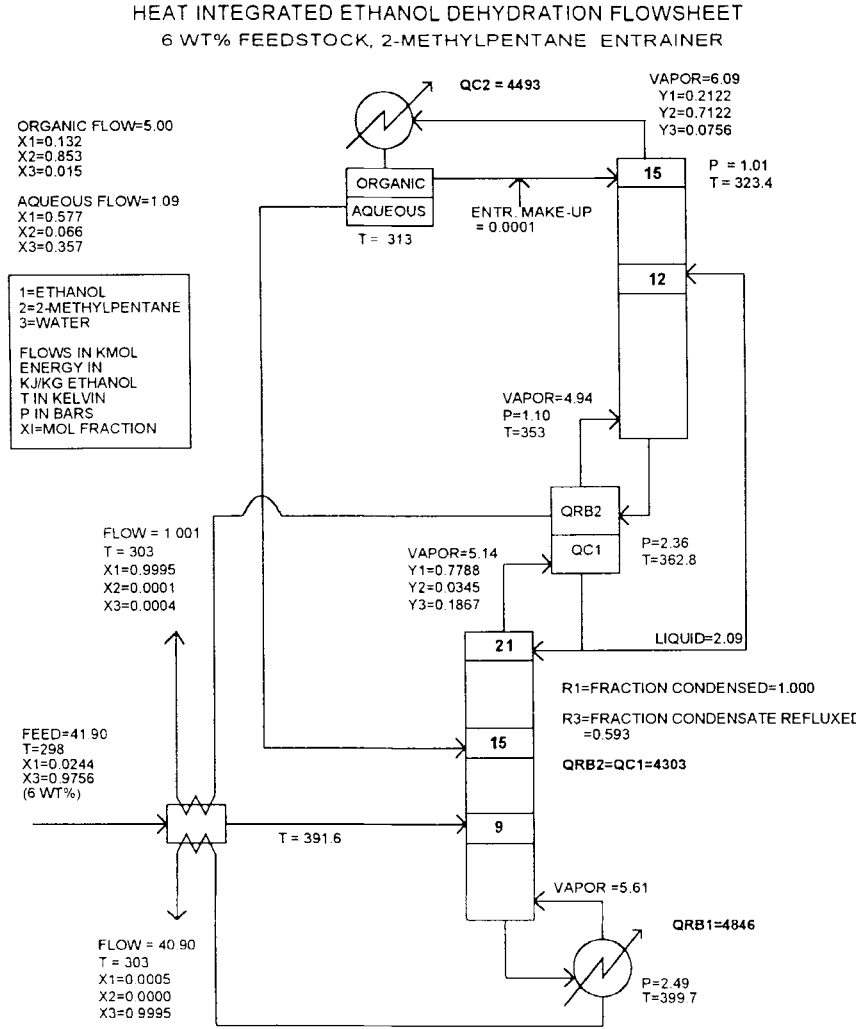 HEAT INTEGRATED ETHANOL DEHYDRATION FLOWSHEET
6 WT% FEEDSTOCK, 2-METHYLPENTANE ENTRAINER
QC2 = 4493
VAPOR=6.09
Y1=0.2122
Y2=0.7122
Y3=0.0756
ORGANIC FLOW=5.00
X1=0.132
X2=0.853
X3=0.015
AQUEOUS FLOW=1.09
X1=0.577
X2=0.066
X3=0.357
ORGANIC
AQUEOUS
T = 313
ENTR. MAKE-UP
= 0.0001
15
P = 1.01
T = 323.4
12
1=ETHANOL
2=2-METHYLPENTANE
3=WATER
FLOWS IN KMOL
ENERGY IN
KJ/KG ETHANOL
T IN KELVIN
P IN BARS
XI=MOL FRACTION
VAPOR=4.94
P=1.10
T=353
QRB2
QC1
P=2.36
T=362.8
FLOW = 1.001
T = 303
X1=0.9995
X2=0.0001
X3=0.0004
VAPOR=5.14
Y1=0.7788
Y2=0.0345
Y3=0.1867
21
LIQUID=2.09
R1=FRACTION CONDENSED=1.000
R3=FRACTION CONDENSATE REFLUXED
=0.593
QRB2=QC1=4303
15
FEED=41.90
T=298
X1=0.0244
X3=0.9756
(6 WT%)
T = 391.6
9
VAPOR =5.61
QRB1=4846
P=2.49
T=399.7
FLOW = 40.90
T = 303
X1=0.0005
X2=0.0000
X3=0.9995